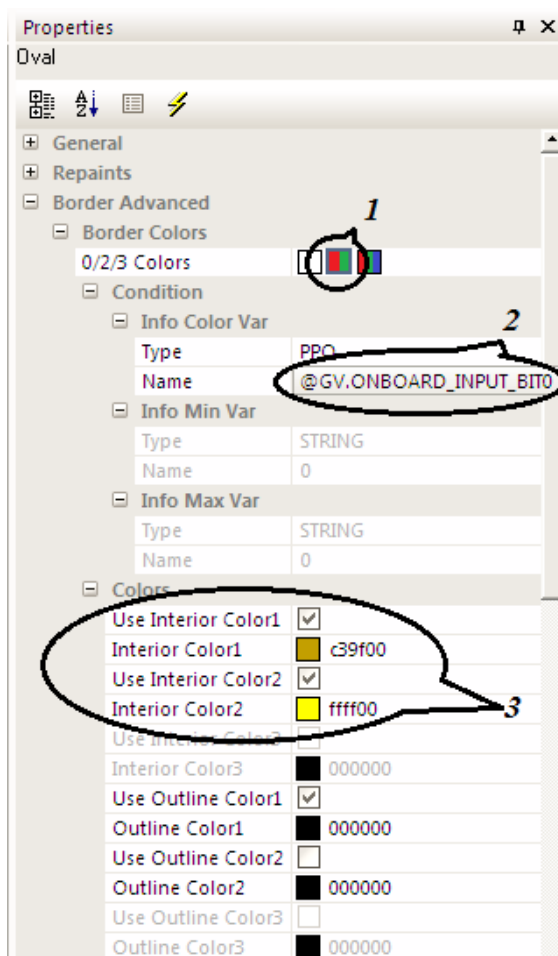 Properties
Oval
General
Repaints
Border Advanced
1
Border Colors
0/2/3 Colors
Condition
Info Color Var
2
Type PPO
Name @GV.ONBOARD_INPUT_BIT0
Info Min Var
Type STRING
Name 0
Info Max Var
Type STRING
Name 0
Colors
Use Interior Color1
Interior Color1 c39f00
Use Interior Color2
Interior Color2 ffff00
3
Use Interior Color3
Interior Color3 000000
Use Outline Color1
Outline Color1 000000
Use Outline Color2
Outline Color2 000000
Use Outline Color3
Outline Color3 000000